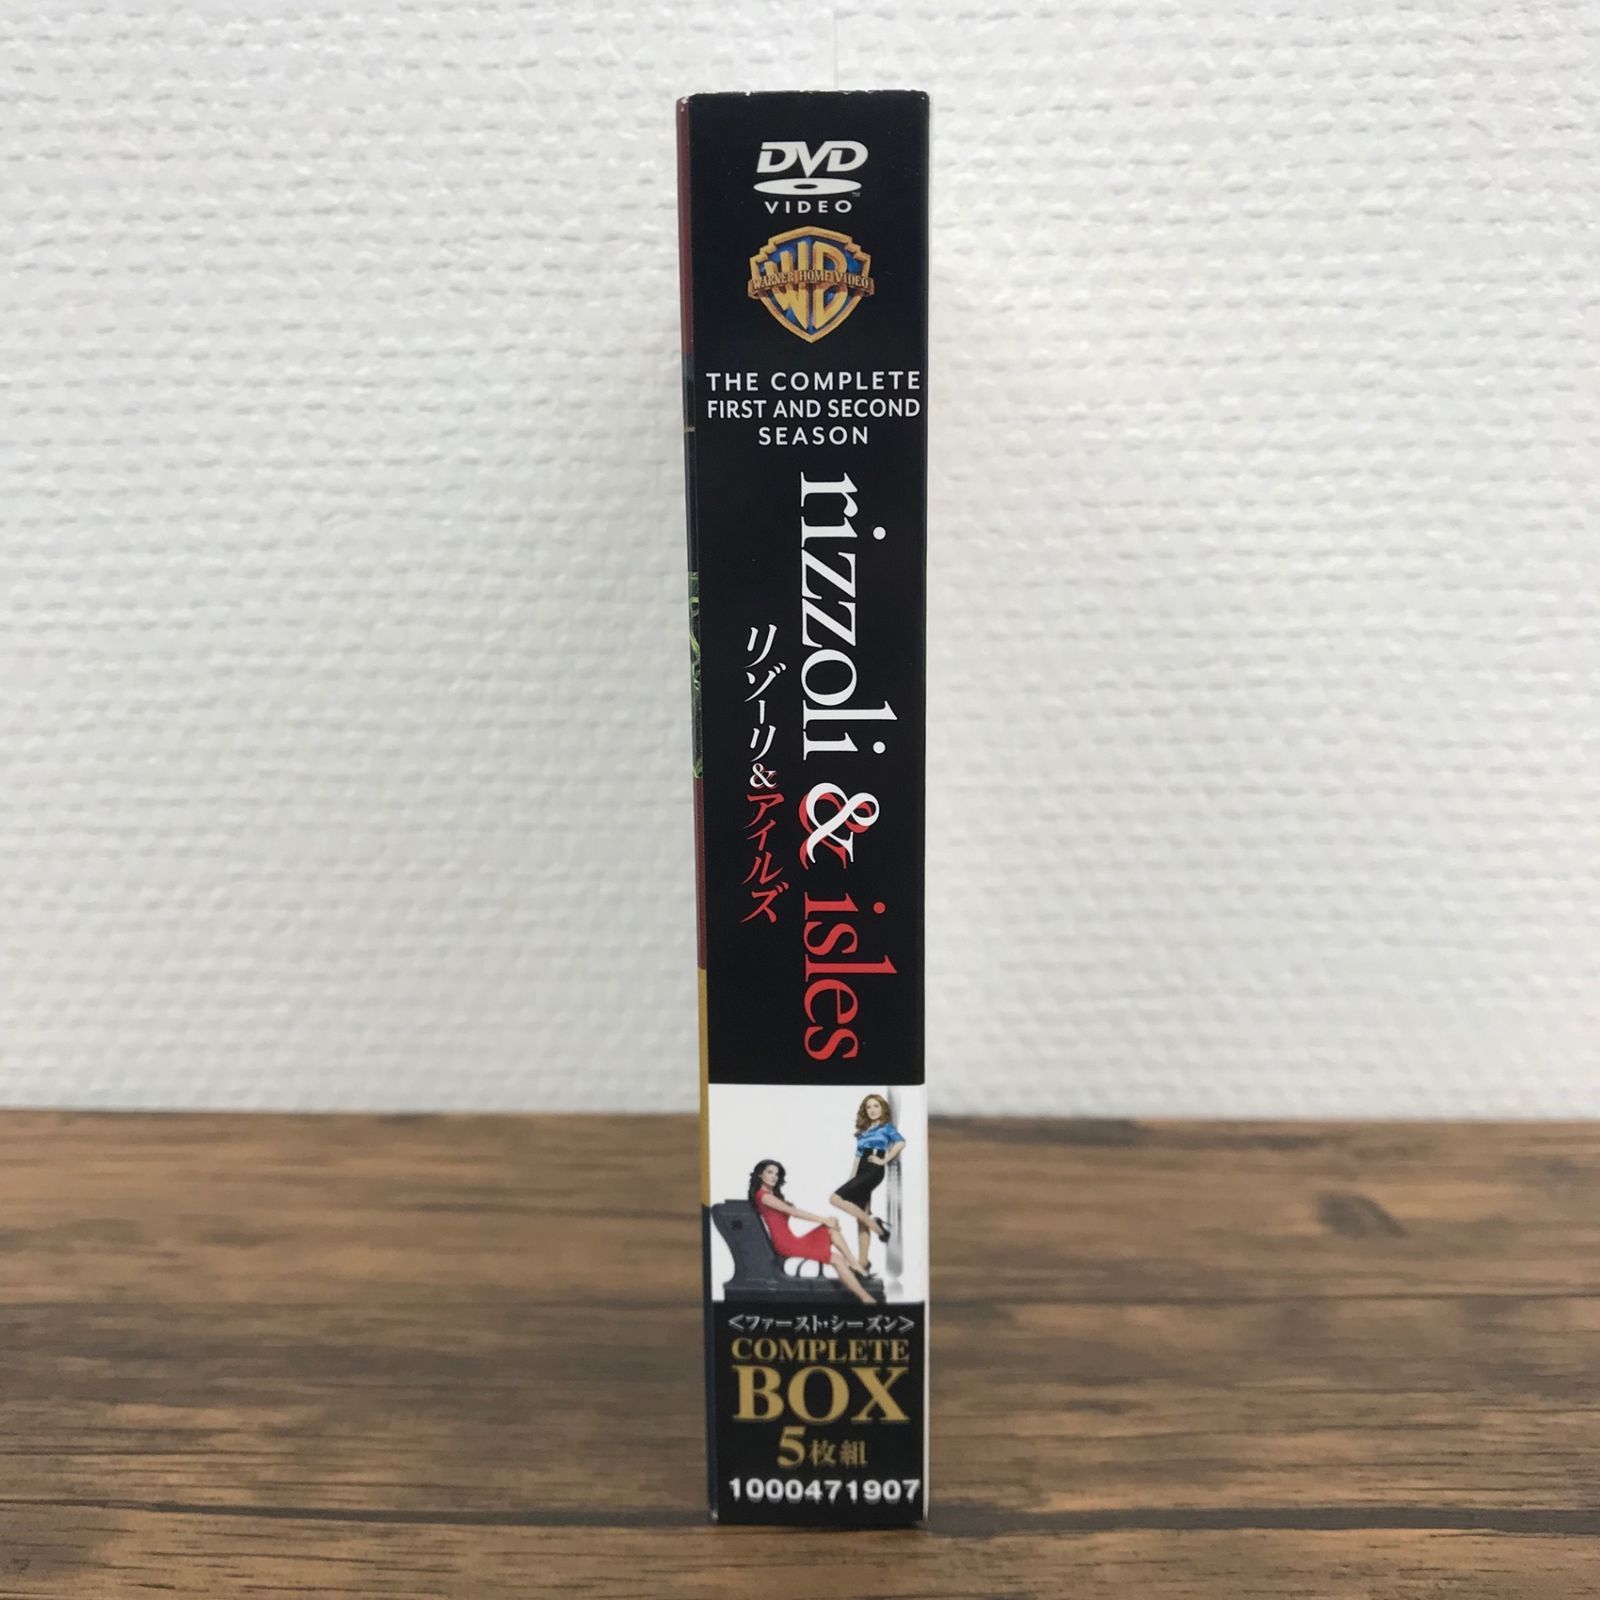 DVD
VIDEO
WB
WARNER HOME VIDEO
THE COMPLETE
FIRST AND SECOND
SEASON
rizzoli & isles
リゾーリ&アイルズ
<ファースト・シーズン>
COMPLETE
BOX
5枚組
1000471907